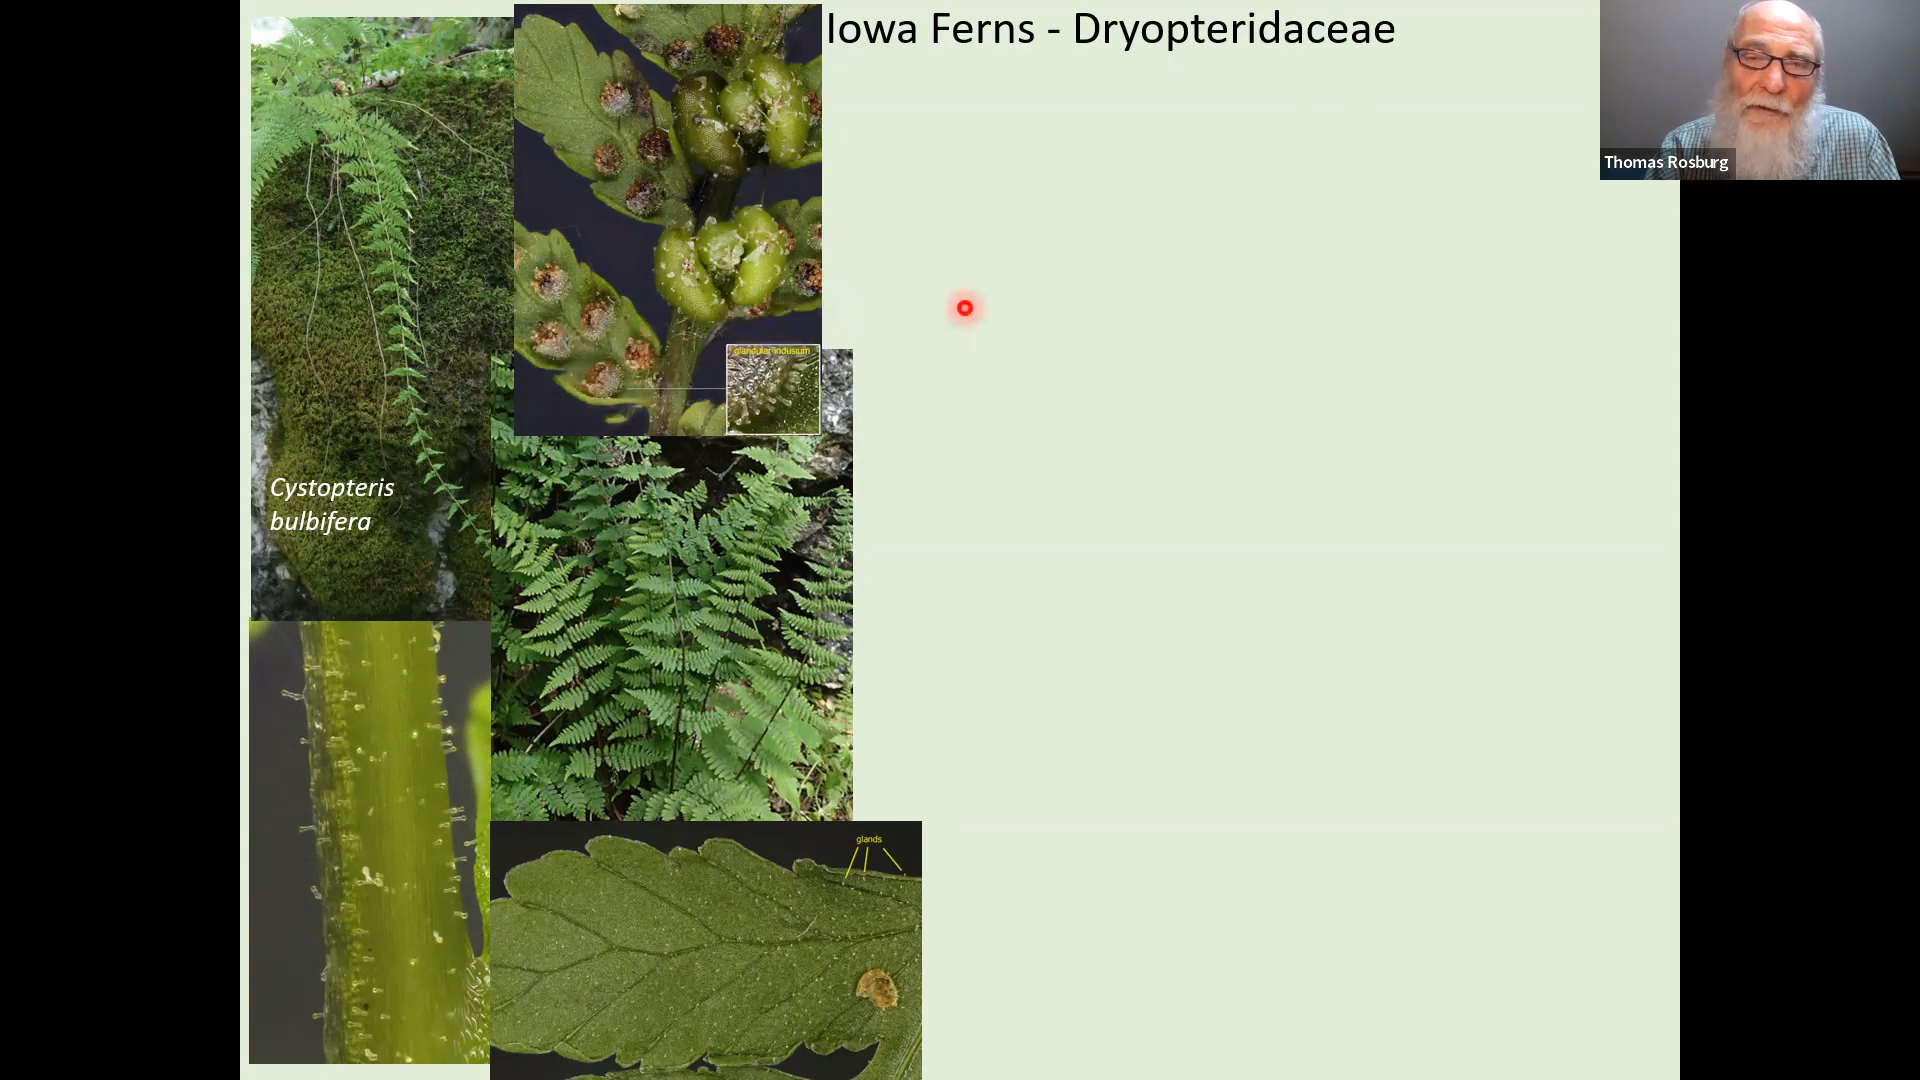 Iowa Ferns - Dryopteridaceae
Thomas Rosburg
glandular indusium
Cystopteris
bulbifera
glands